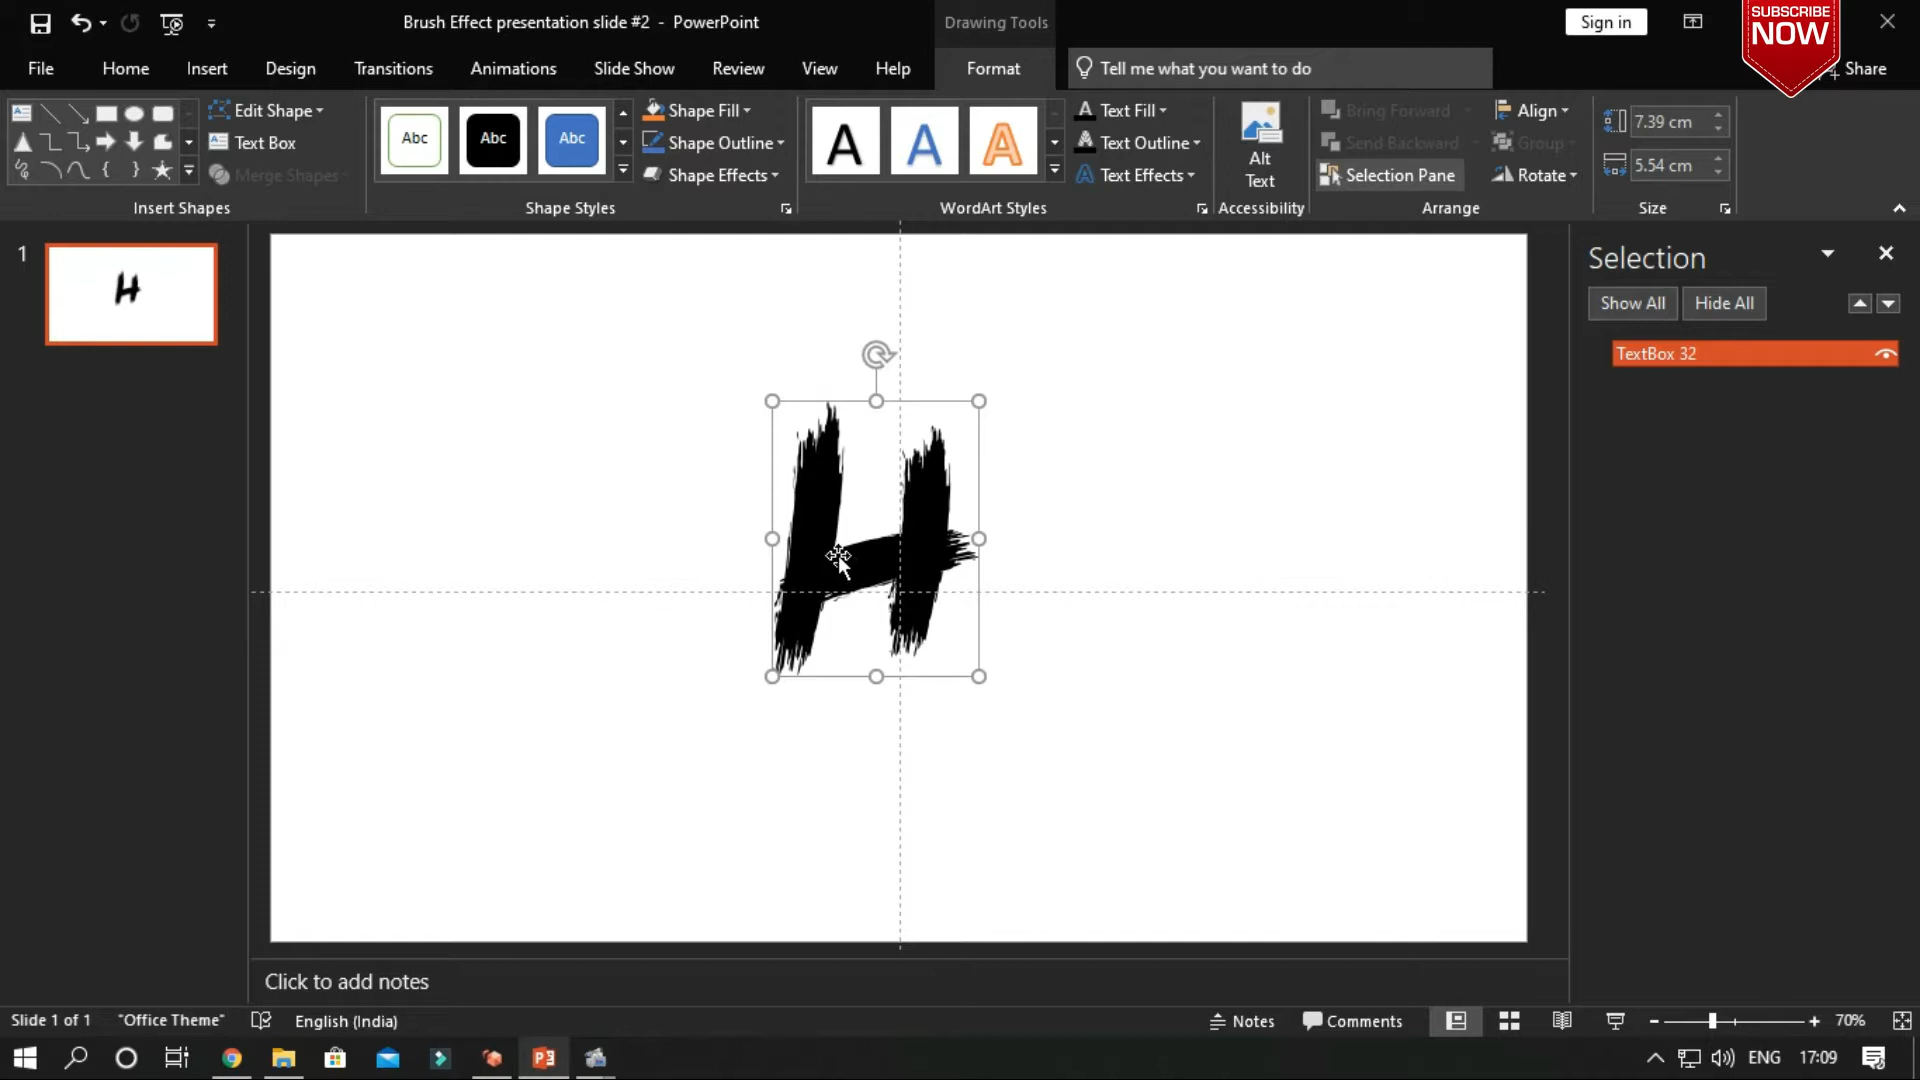 Brush Effect presentation slide #2 - PowerPoint
Drawing Tools
Sign in
SUBSCRIBE
NOW
File Home Insert Design Transitions Animations Slide Show Review View Help Format Tell me what you want to do Share
Edit Shape
Text Box
Merge Shapes
Insert Shapes
Abc Abc Abc
Shape Fill
Shape Outline
Shape Effects
Shape Styles
A A A
Text Fill
Text Outline
Text Effects
WordArt Styles
Alt
Text
Accessibility
Bring Forward
Send Backward
Selection Pane
Align
Group
Rotate
Arrange
7.39 cm
5.54 cm
Size
1
H
H
Selection
Show All Hide All
TextBox 32
Click to add notes
Slide 1 of 1 "Office Theme" English (India) Notes Comments 70%
ENG 17:09